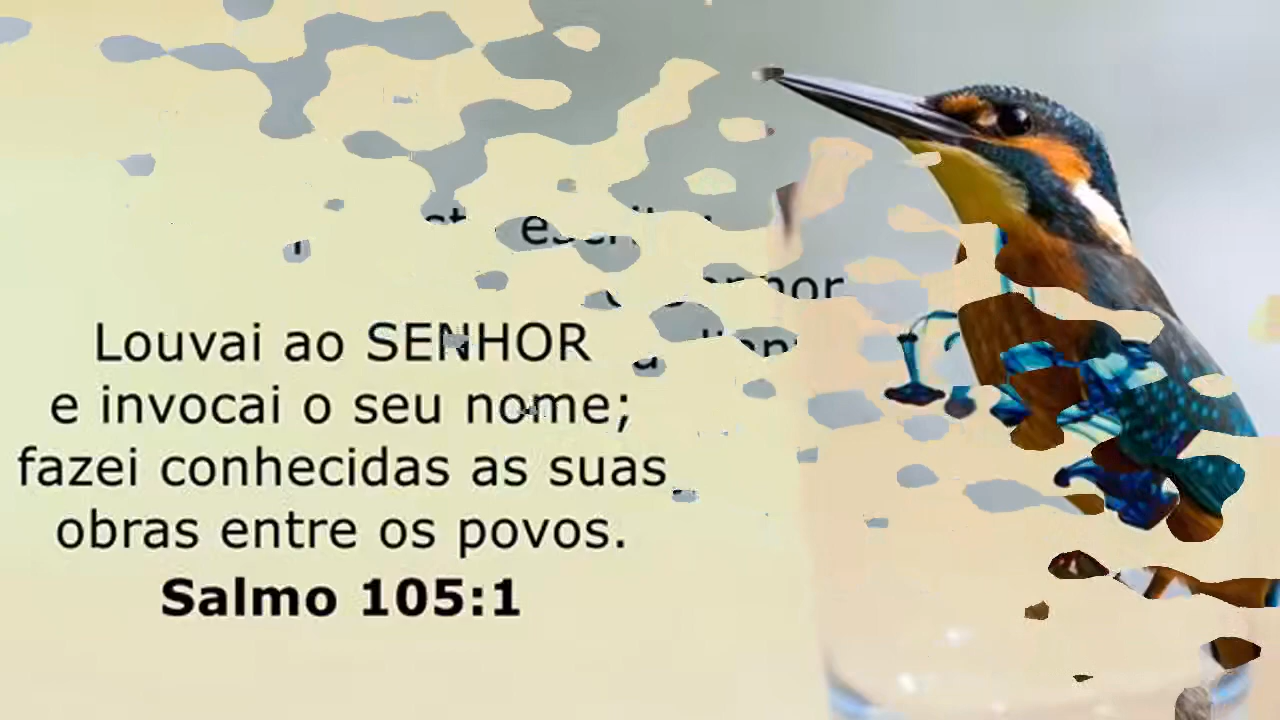 Louvai ao SENHOR
e invocai o seu nome;
fazei conhecidas as suas
obras entre os povos.
Salmo 105:1